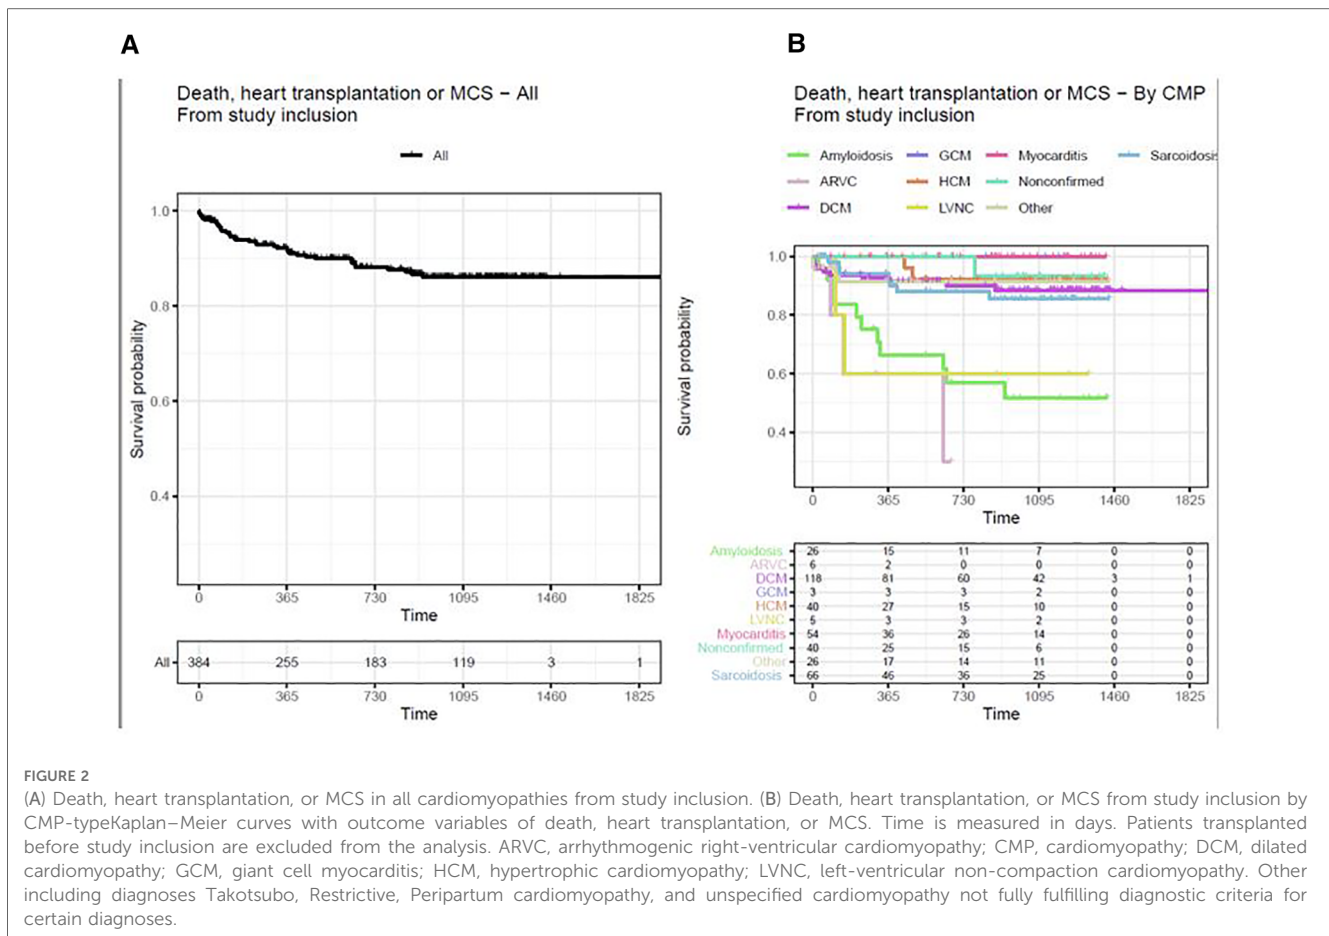 A
Death, heart transplantation or MCS – All
From study inclusion
All
Survival probability
1.0
0.8
0.6
0.4
0 365 730 1095 1460 1825
Time
All 384 255 183 119 3 1
0 365 730 1095 1460 1825
Time
B
Death, heart transplantation or MCS – By CMP
From study inclusion
Amyloidosis GCM Myocarditis Sarcoidosis
ARVC HCM Nonconfirmed
DCM LVNC Other
Survival probability
1.0
0.8
0.6
0.4
0 365 730 1095 1460 1825
Time
Amyloidosis 26 15 11 7 0 0
ARVC 6 2 0 0 0 0
DCM 118 81 60 42 3 1
GCM 3 3 3 2 0 0
HCM 40 27 15 10 0 0
LVNC 5 3 3 2 0 0
Myocarditis 54 36 26 14 0 0
Nonconfirmed 40 25 15 6 0 0
Other 26 17 14 11 0 0
Sarcoidosis 66 46 36 25 0 0
0 365 730 1095 1460 1825
Time
FIGURE 2
(A) Death, heart transplantation, or MCS in all cardiomyopathies from study inclusion. (B) Death, heart transplantation, or MCS from study inclusion by
CMP-typeKaplan–Meier curves with outcome variables of death, heart transplantation, or MCS. Time is measured in days. Patients transplanted
before study inclusion are excluded from the analysis. ARVC, arrhythmogenic right-ventricular cardiomyopathy; CMP, cardiomyopathy; DCM, dilated
cardiomyopathy; GCM, giant cell myocarditis; HCM, hypertrophic cardiomyopathy; LVNC, left-ventricular non-compaction cardiomyopathy. Other
including diagnoses Takotsubo, Restrictive, Peripartum cardiomyopathy, and unspecified cardiomyopathy not fully fulfilling diagnostic criteria for
certain diagnoses.